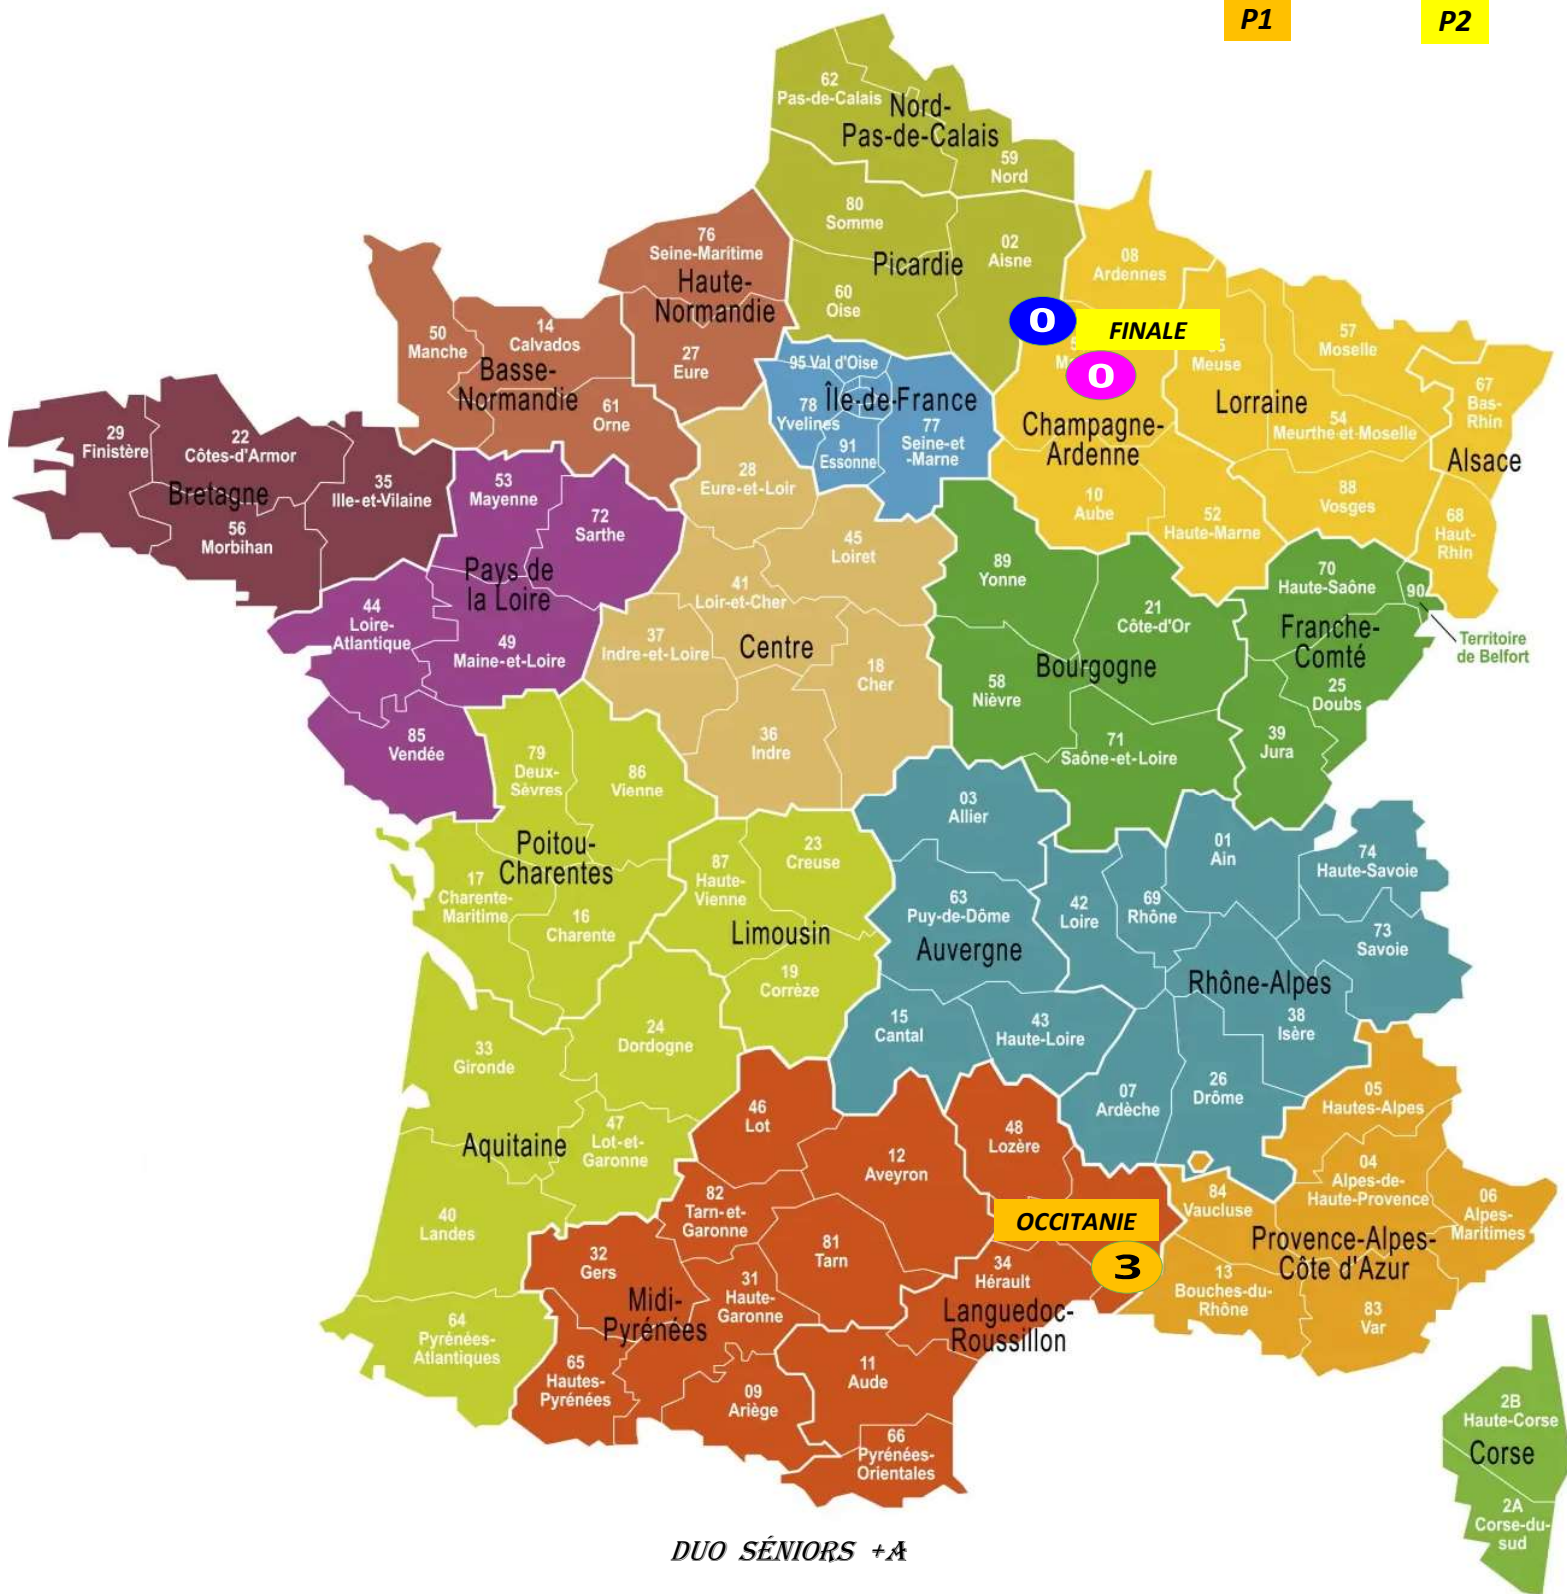 P1
P2
62
Pas-de-Calais
Nord-
Pas-de-Calais
59
Nord
80
Somme
02
Aisne
Picardie
60
Oise
76
Seine-Maritime
Haute-
Normandie
27
Eure
08
Ardennes
0
FINALE
0
Meuse
57
Moselle
67
Bas-
Rhin
Lorraine
54
Meurthe-et-Moselle
Alsace
88
Vosges
68
Haut-
Rhin
Champagne-
Ardenne
10
Aube
52
Haute-Marne
50
Manche
14
Calvados
Basse-
Normandie
61
Orne
95 Val d'Oise
Île-de-France
78
Yvelines
91
Essonne
77
Seine-et
-Marne
29
Finistère
22
Côtes-d'Armor
Bretagne
35
Ille-et-Vilaine
56
Morbihan
53
Mayenne
72
Sarthe
Pays de
la Loire
44
Loire-
Atlantique
49
Maine-et-Loire
85
Vendée
28
Eure-et-Loir
45
Loiret
41
Loir-et-Cher
37
Indre-et-Loire
Centre
18
Cher
36
Indre
89
Yonne
21
Côte-d'Or
Bourgogne
58
Nièvre
71
Saône-et-Loire
70
Haute-Saône
90
Territoire
de Belfort
Franche-
Comté
25
Doubs
39
Jura
79
Deux-
Sèvres
86
Vienne
Poitou-
Charentes
17
Charente-
Maritime
16
Charente
87
Haute-
Vienne
23
Creuse
Limousin
19
Corrèze
03
Allier
63
Puy-de-Dôme
Auvergne
15
Cantal
43
Haute-Loire
42
Loire
69
Rhône
01
Ain
74
Haute-Savoie
73
Savoie
Rhône-Alpes
38
Isère
07
Ardèche
26
Drôme
33
Gironde
24
Dordogne
Aquitaine
47
Lot-et-
Garonne
40
Landes
64
Pyrénées-
Atlantiques
46
Lot
12
Aveyron
48
Lozère
82
Tarn-et-
Garonne
81
Tarn
32
Gers
31
Haute-
Garonne
Midi-
Pyrénées
65
Hautes-
Pyrénées
09
Ariège
OCCITANIE
3
34
Hérault
Languedoc-
Roussillon
11
Aude
66
Pyrénées-
Orientales
05
Hautes-Alpes
04
Alpes-de-
Haute-Provence
06
Alpes-
Maritimes
84
Vaucluse
Provence-Alpes-
Côte d'Azur
13
Bouches-du-
Rhône
83
Var
2B
Haute-Corse
Corse
2A
Corse-du-
sud
DUO SÉNIORS +A